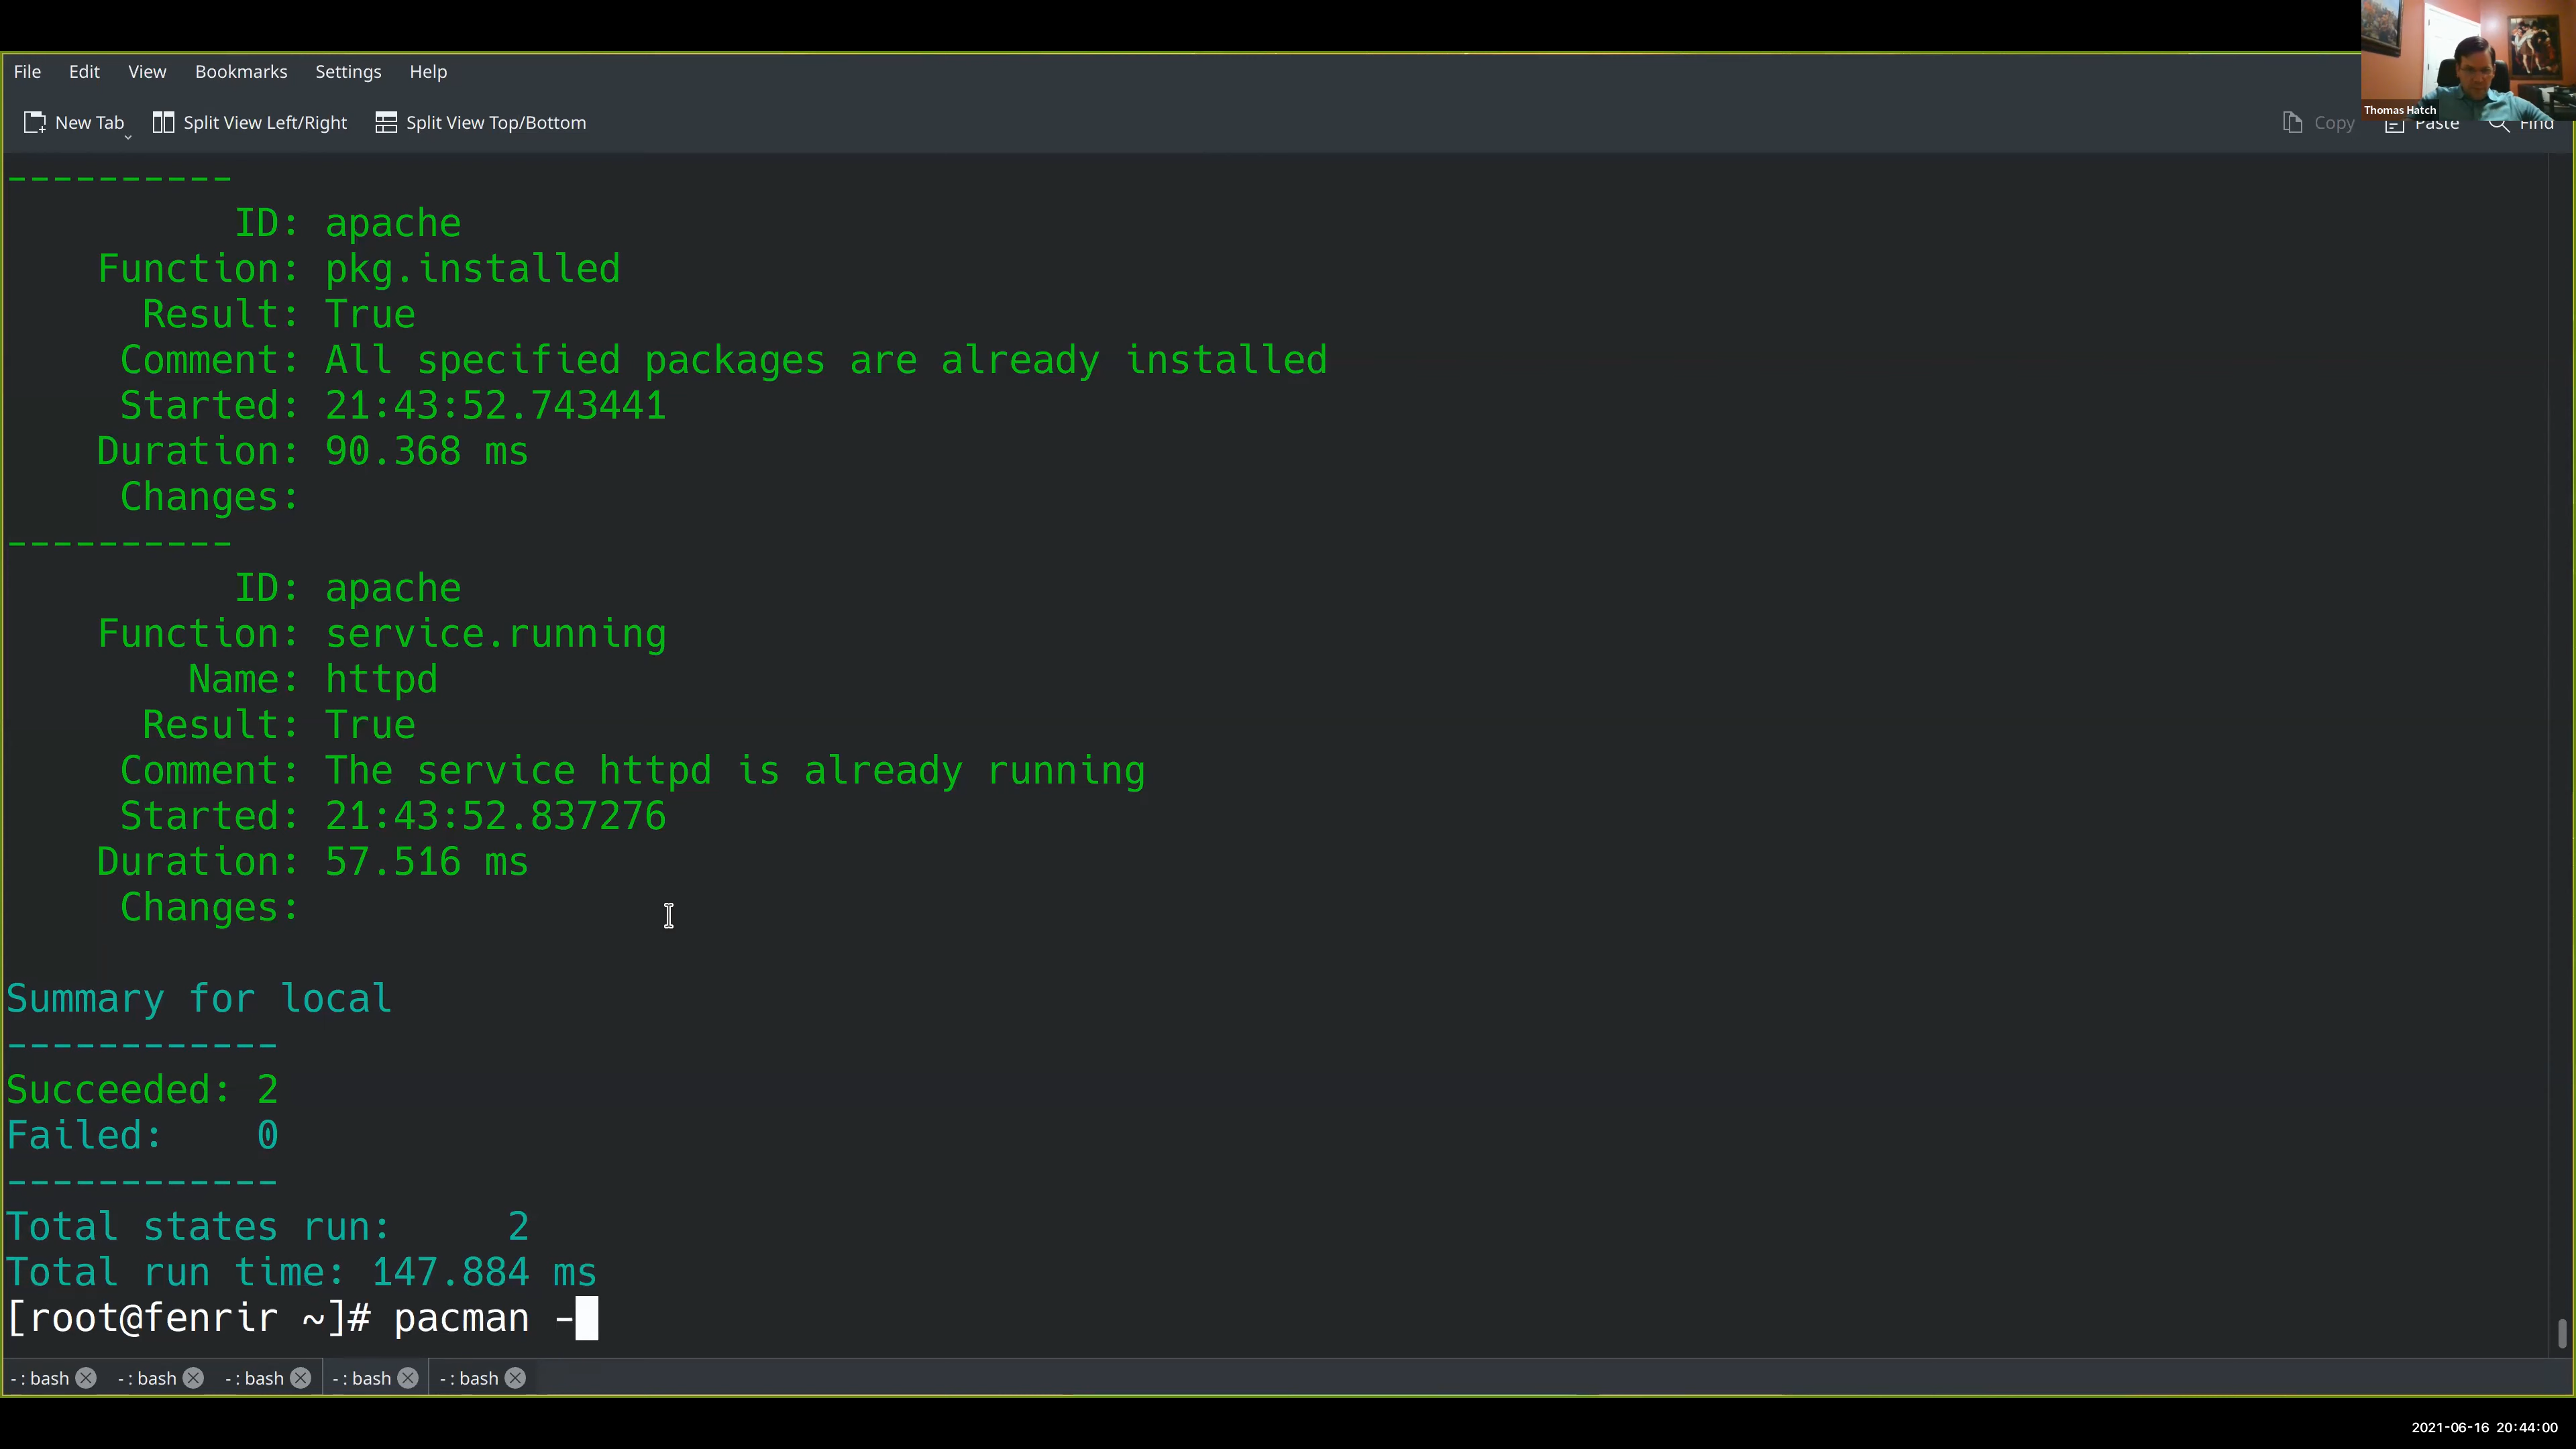 File Edit View Bookmarks Settings Help
Thomas Hatch
New Tab Split View Left/Right Split View Top/Bottom Copy Paste Find
----------
ID: apache
Function: pkg.installed
Result: True
Comment: All specified packages are already installed
Started: 21:43:52.743441
Duration: 90.368 ms
Changes:
----------
ID: apache
Function: service.running
Name: httpd
Result: True
Comment: The service httpd is already running
Started: 21:43:52.837276
Duration: 57.516 ms
Changes:
Summary for local
------------
Succeeded: 2
Failed: 0
------------
Total states run: 2
Total run time: 147.884 ms
[root@fenrir ~]# pacman -
- : bash - : bash - : bash - : bash - : bash
2021-06-16 20:44:00